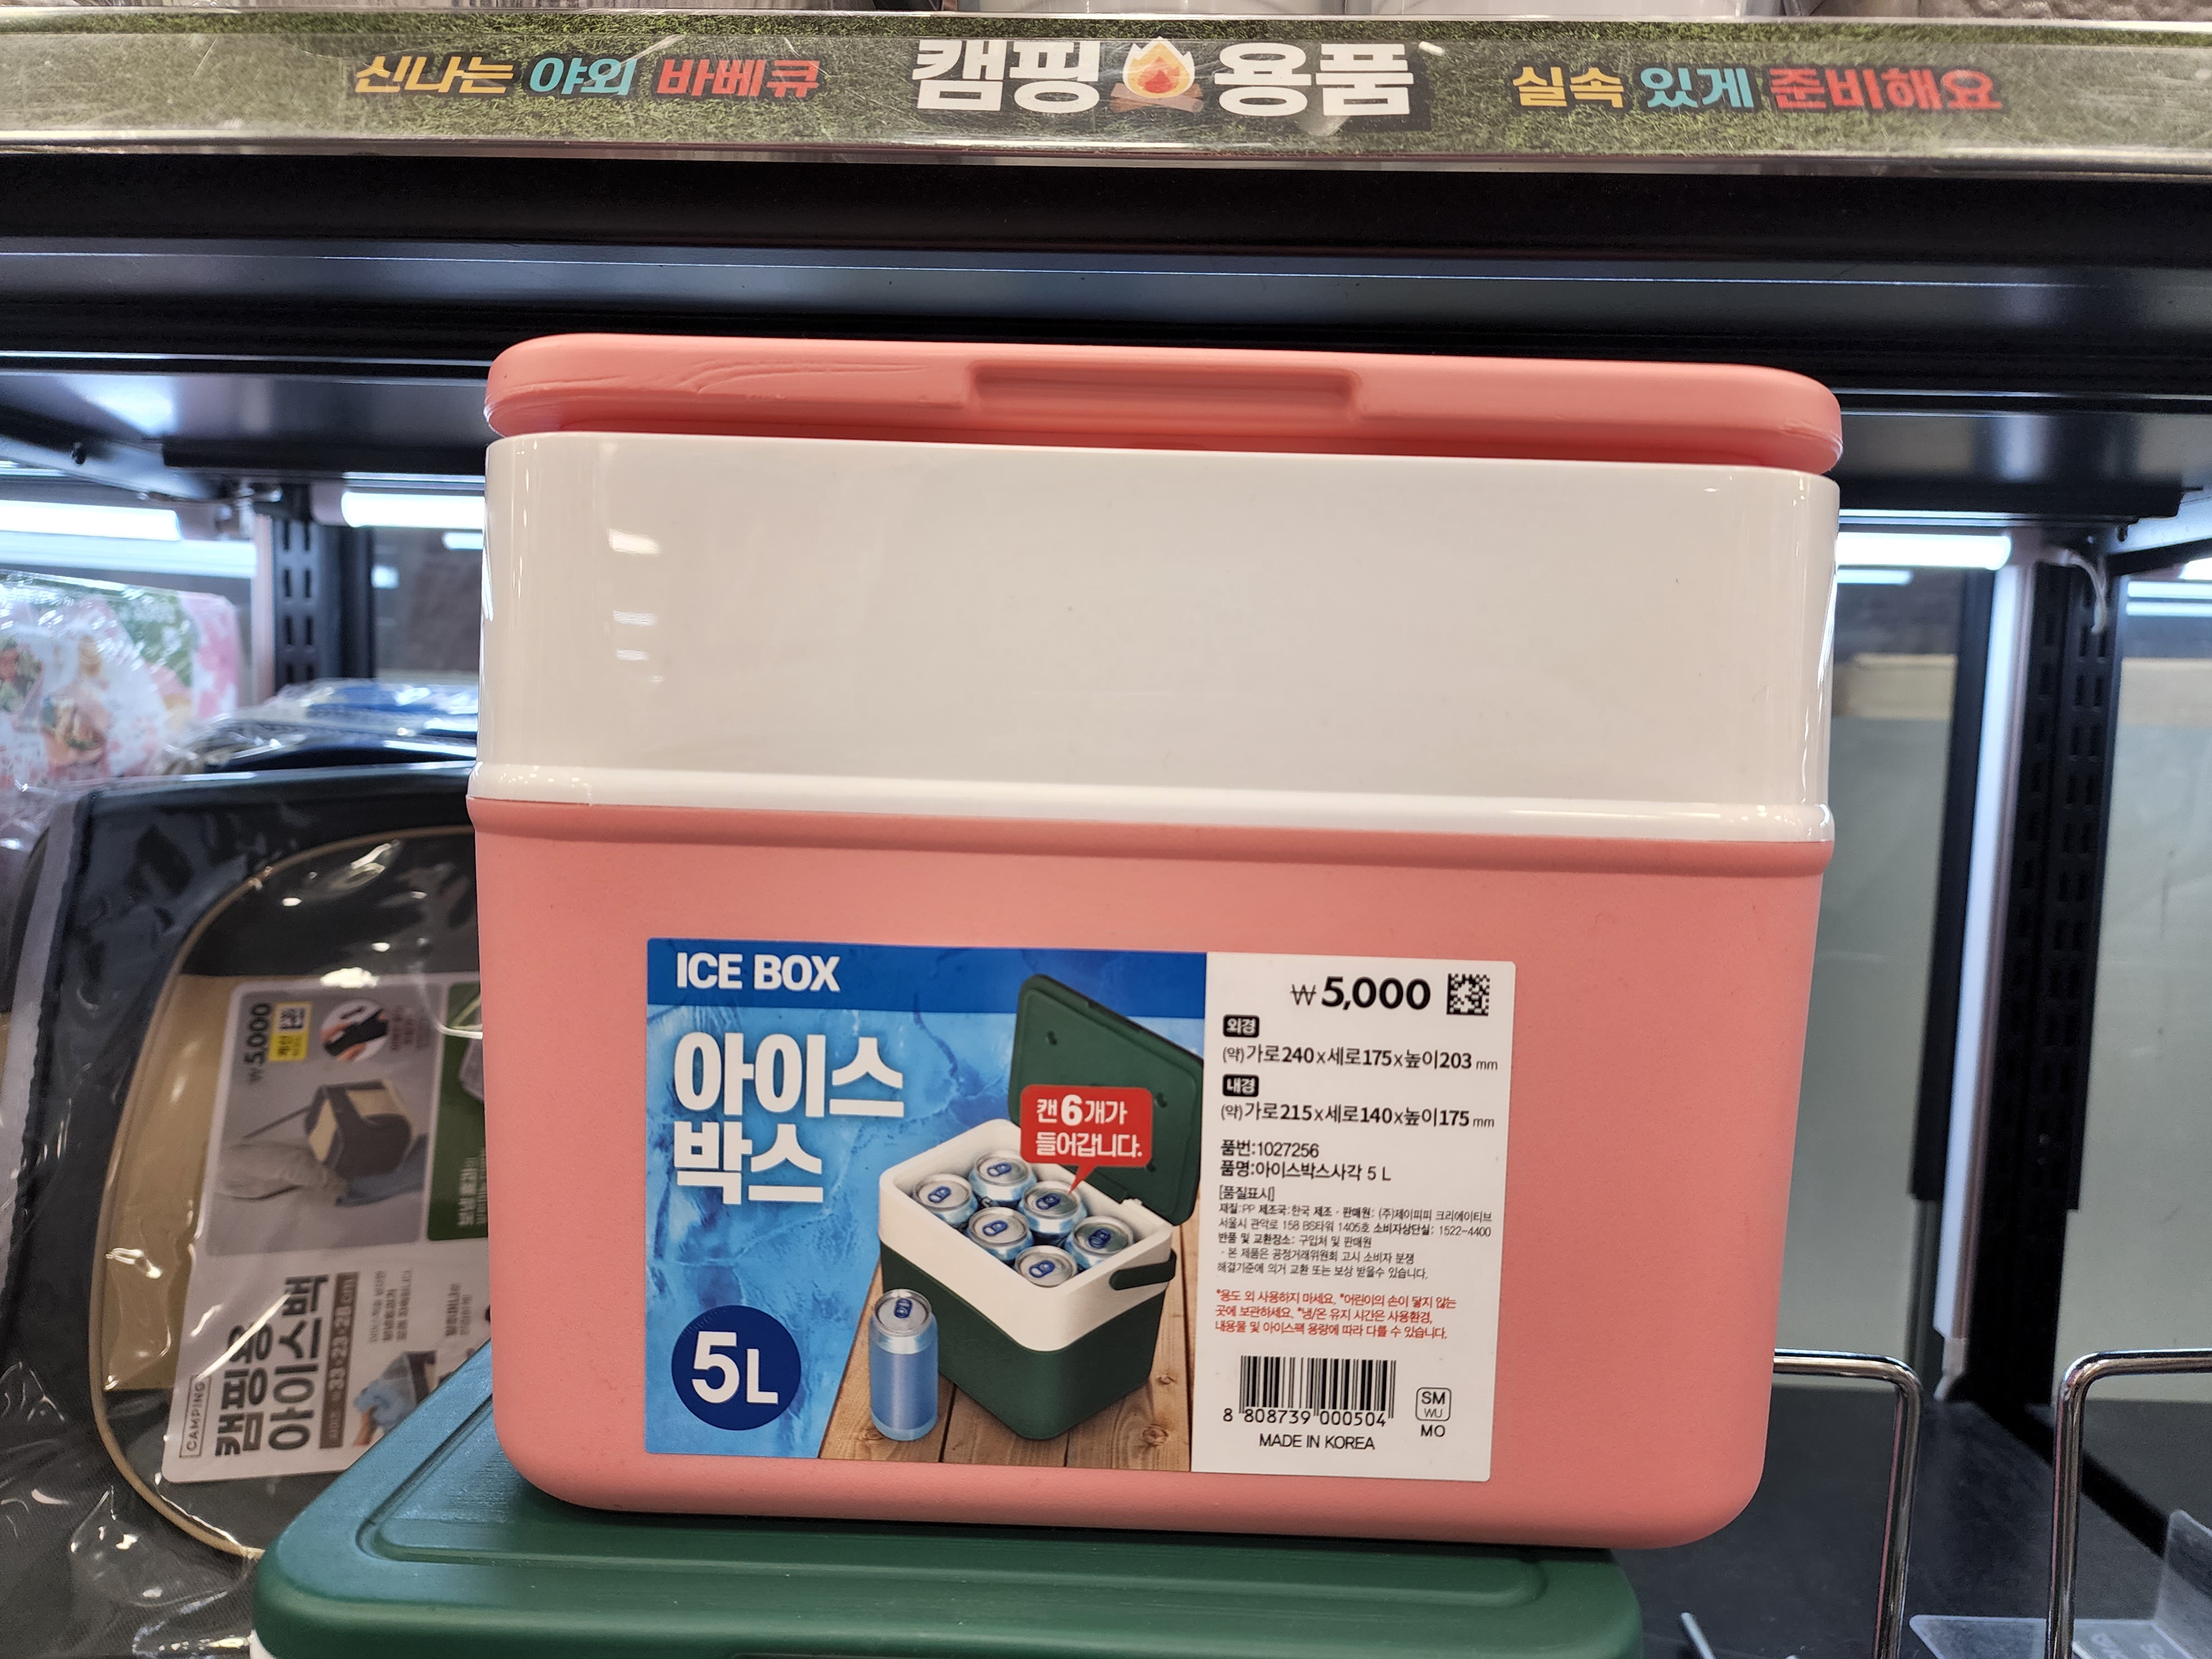 신나는 야외 바베큐 캠핑 용품 실속 있게 준비해요
ICE BOX
아이스
박스
캔 6개가
들어갑니다.
5L
₩5,000
외경
(약)가로240x세로175x높이203 mm
내경
(약)가로215x세로140x높이175 mm
품번:1027256
품명:아이스박스사각 5 L
[품질표시]
재질:PP 제조국:한국 제조·판매원: (주)제이피피 크리에이티브
서울시 관악로 158 BS타워 1405호 소비자상담실: 1522-4400
반품 및 교환장소: 구입처 및 판매원
· 본 제품은 공정거래위원회 고시 소비자 분쟁
해결기준에 의거 교환 또는 보상 받을수 있습니다.
*용도 외 사용하지 마세요. *어린이의 손이 닿지 않는
곳에 보관하세요. *냉/온 유지 시간은 사용환경,
내용물 및 아이스팩 용량에 따라 다를 수 있습니다.
8 808739 000504
MADE IN KOREA
SM
WU
MO
₩5,000
CAMPING
캠핑용
아이스백